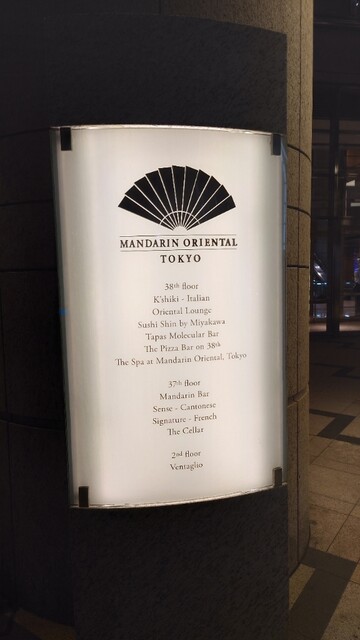 MANDARIN ORIENTAL
TOKYO
38th floor
K'shiki - Italian
Oriental Lounge
Sushi Shin by Miyakawa
Tapas Molecular Bar
The Pizza Bar on 38th
The Spa at Mandarin Oriental, Tokyo
37th floor
Mandarin Bar
Sense - Cantonese
Signature - French
The Cellar
2nd floor
Ventaglio